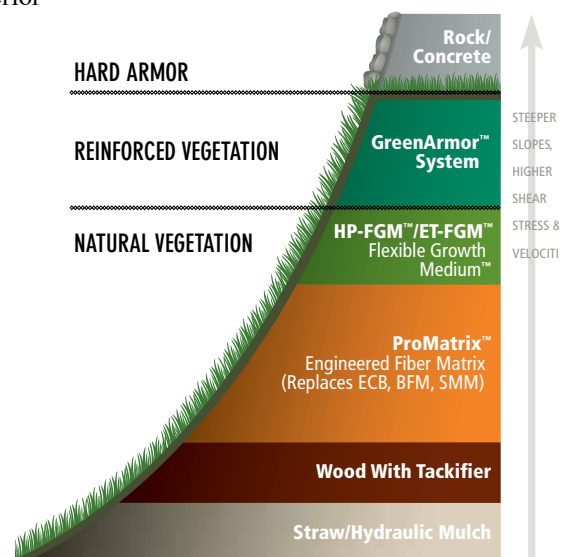 erior
Rock/
Concrete
HARD ARMOR
REINFORCED VEGETATION
GreenArmor™
System
NATURAL VEGETATION
HP-FGM™/ET-FGM™
Flexible Growth
Medium™
ProMatrix™
Engineered Fiber Matrix
(Replaces ECB, BFM, SMM)
Wood With Tackifier
Straw/Hydraulic Mulch
STEEPER
SLOPES,
HIGHER
SHEAR
STRESS &
VELOCITI